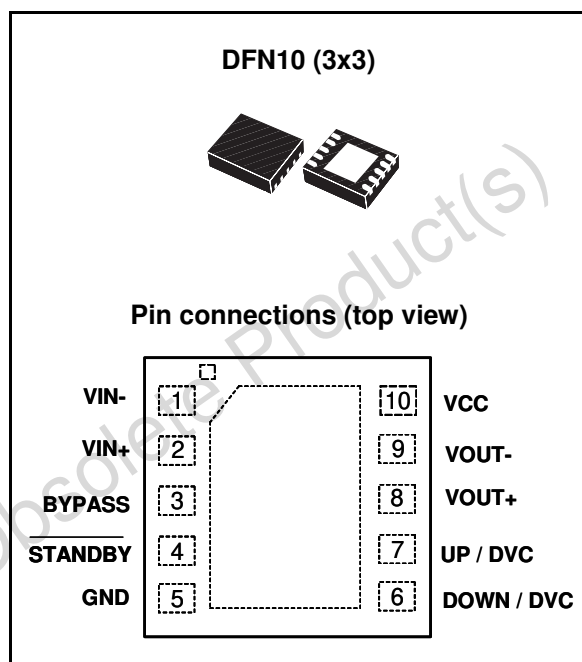 DFN10 (3x3)
Pin connections (top view)
VIN- 1 10 VCC
VIN+ 2 9 VOUT-
BYPASS 3 8 VOUT+
STANDBY 4 7 UP / DVC
GND 5 6 DOWN / DVC
Obsolete Product(s)